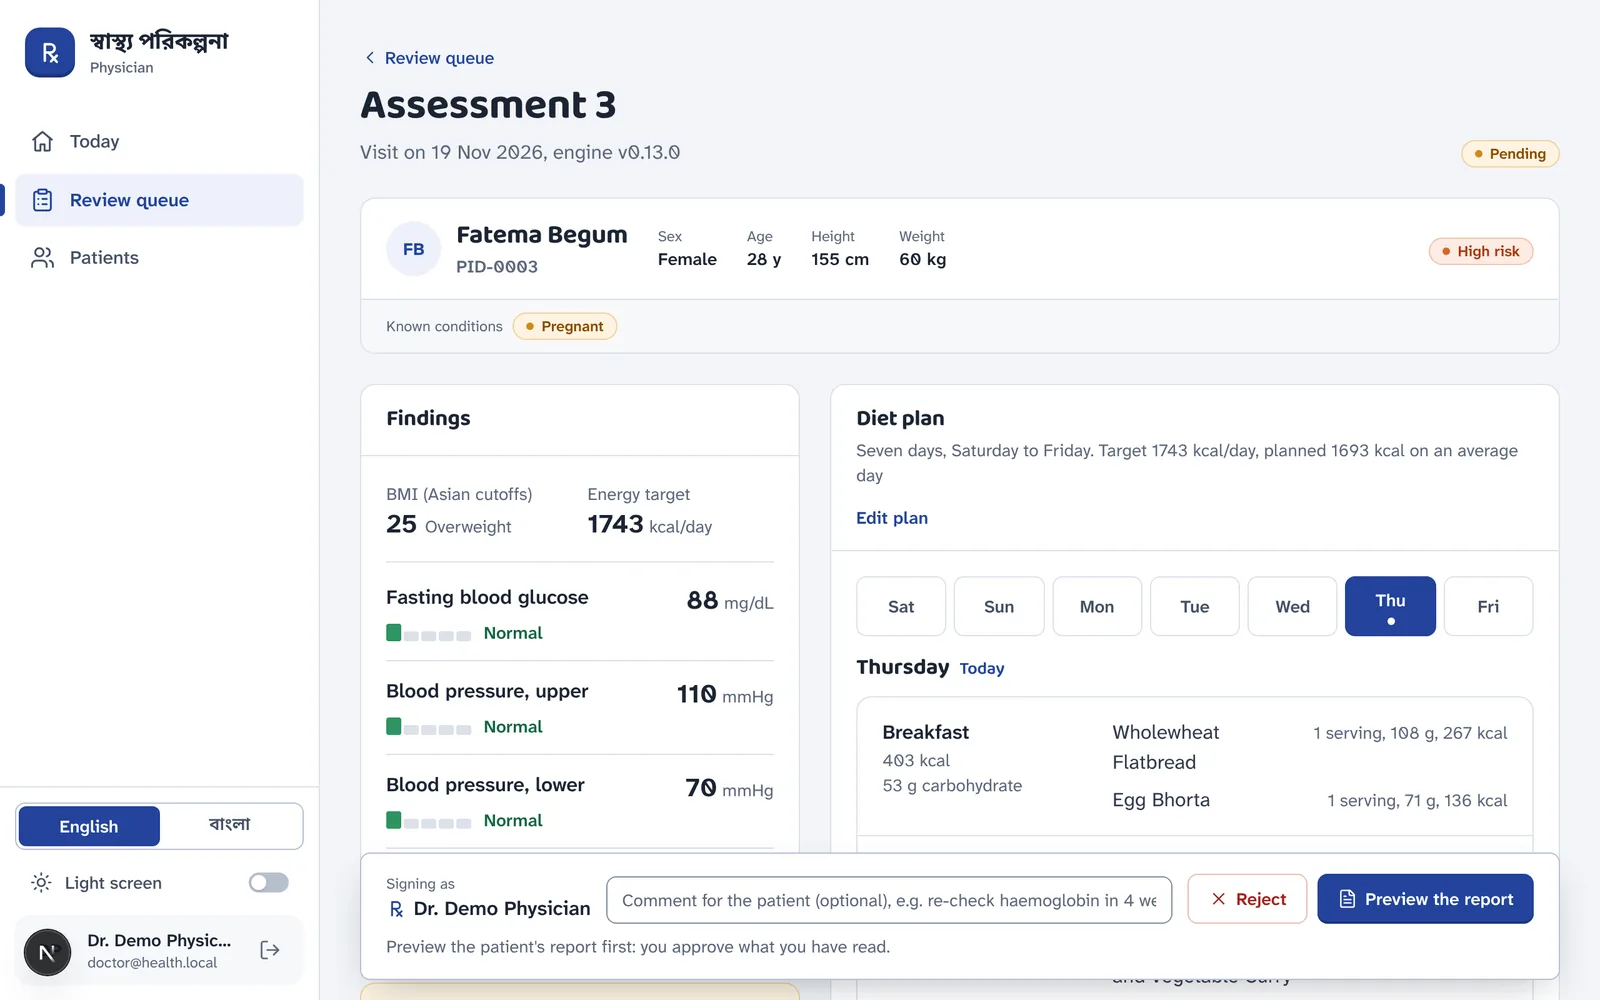 স্বাস্থ্য পরিকল্পনা
Physician
Today
Review queue
Patients
English
বাংলা
Light screen
Dr. Demo Physic...
doctor@health.local
Review queue
Assessment 3
Visit on 19 Nov 2026, engine v0.13.0
Pending
FB
Fatema Begum
PID-0003
Sex
Female
Age
28 y
Height
155 cm
Weight
60 kg
High risk
Known conditions
Pregnant
Findings
BMI (Asian cutoffs)
25 Overweight
Energy target
1743 kcal/day
Fasting blood glucose
88 mg/dL
Normal
Blood pressure, upper
110 mmHg
Normal
Blood pressure, lower
70 mmHg
Normal
Diet plan
Seven days, Saturday to Friday. Target 1743 kcal/day, planned 1693 kcal on an average
day
Edit plan
Sat
Sun
Mon
Tue
Wed
Thu
Fri
Thursday Today
Breakfast
403 kcal
53 g carbohydrate
Wholewheat
Flatbread
1 serving, 108 g, 267 kcal
Egg Bhorta
1 serving, 71 g, 136 kcal
Signing as
Dr. Demo Physician
Comment for the patient (optional), e.g. re-check haemoglobin in 4 we
Reject
Preview the report
Preview the patient's report first: you approve what you have read.
and Vegetable Curry